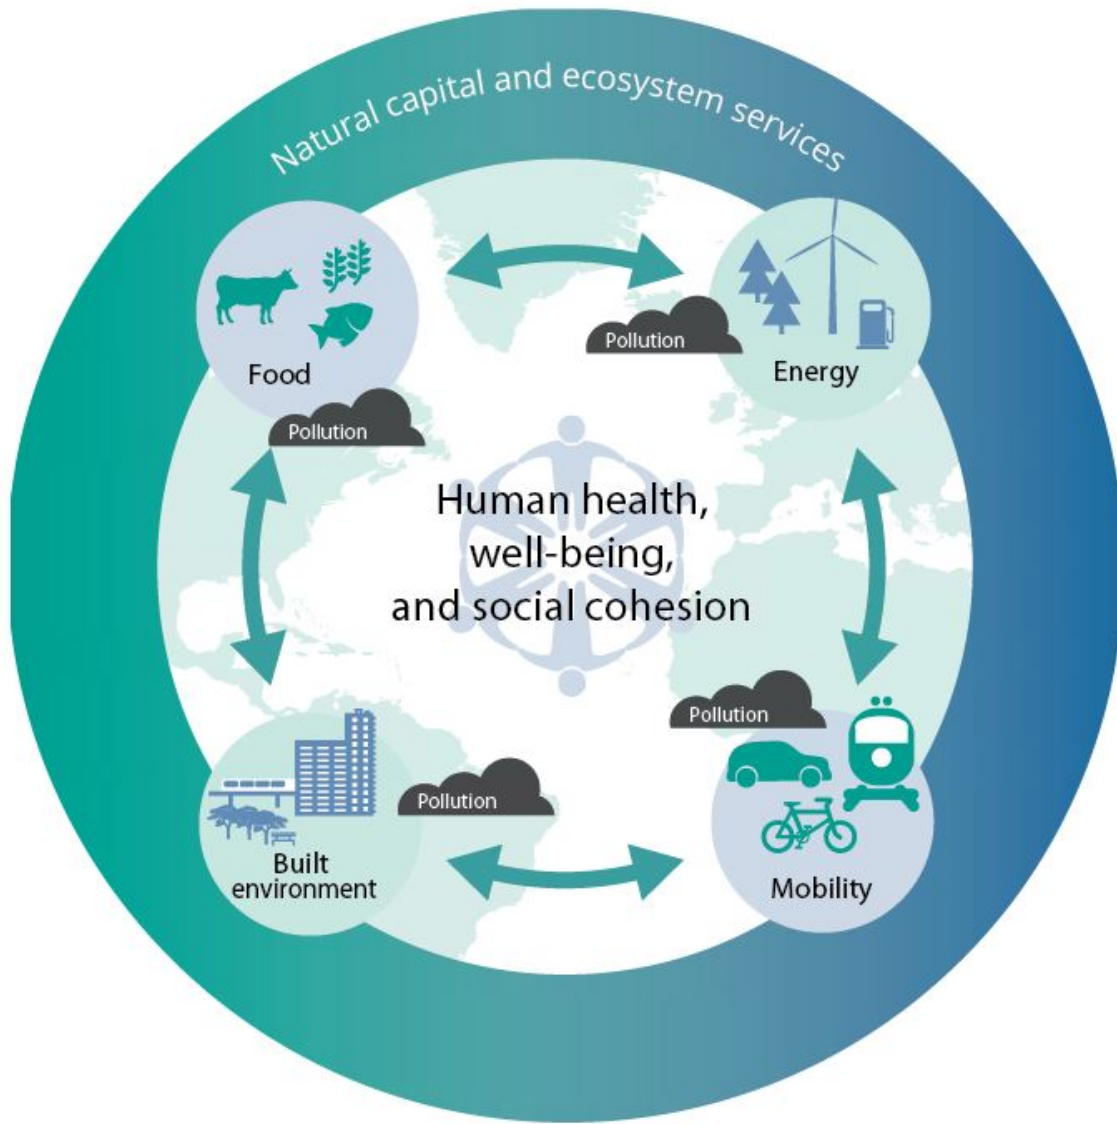 Natural capital and ecosystem services
Food
Pollution
Pollution
Energy
Human health,
well-being,
and social cohesion
Pollution
Built
environment
Pollution
Mobility